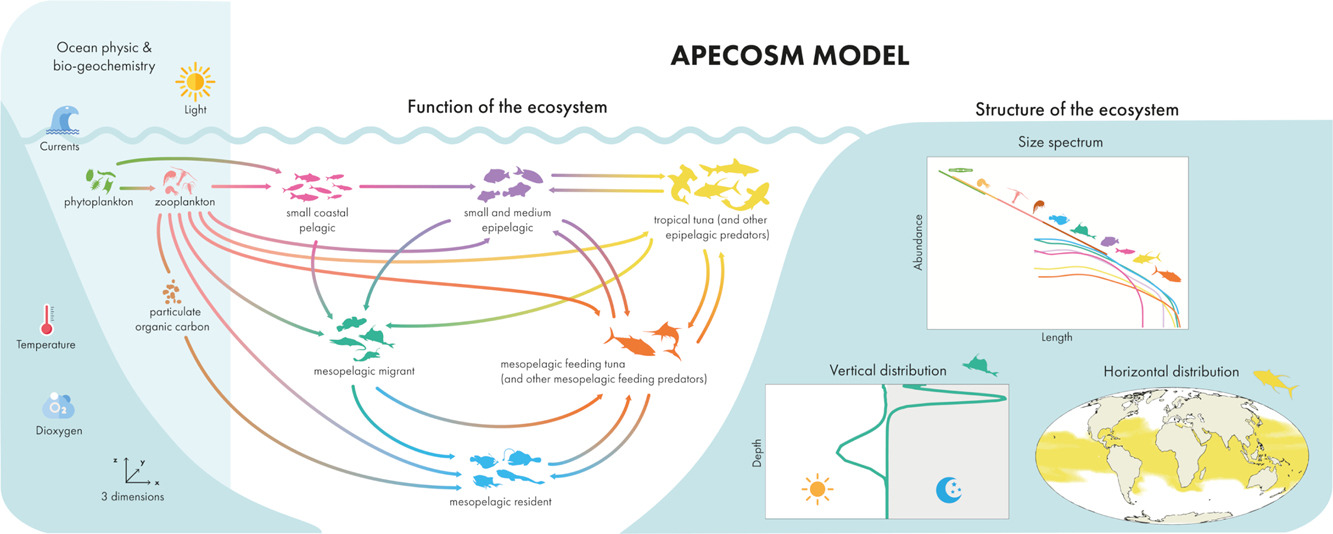 APECOSM MODEL
Ocean physic &
bio-geochemistry
Light
Currents
Temperature
Dioxygen
O2
z
y
x
3 dimensions
Function of the ecosystem
phytoplankton
zooplankton
small coastal
pelagic
small and medium
epipelagic
tropical tuna (and other
epipelagic predators)
particulate
organic carbon
mesopelagic migrant
mesopelagic feeding tuna
(and other mesopelagic feeding predators)
mesopelagic resident
Structure of the ecosystem
Size spectrum
Abundance
Length
Vertical distribution
Depth
Horizontal distribution